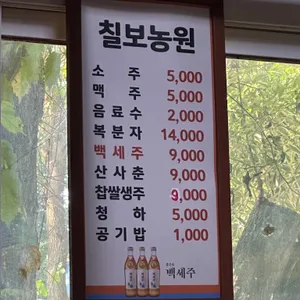 칠보농원
소 주 5,000
맥 주 5,000
음료수 2,000
복분자 14,000
백세주 9,000
산사춘 9,000
찹쌀생주 9,000
청 하 5,000
공기밥 1,000
백세주